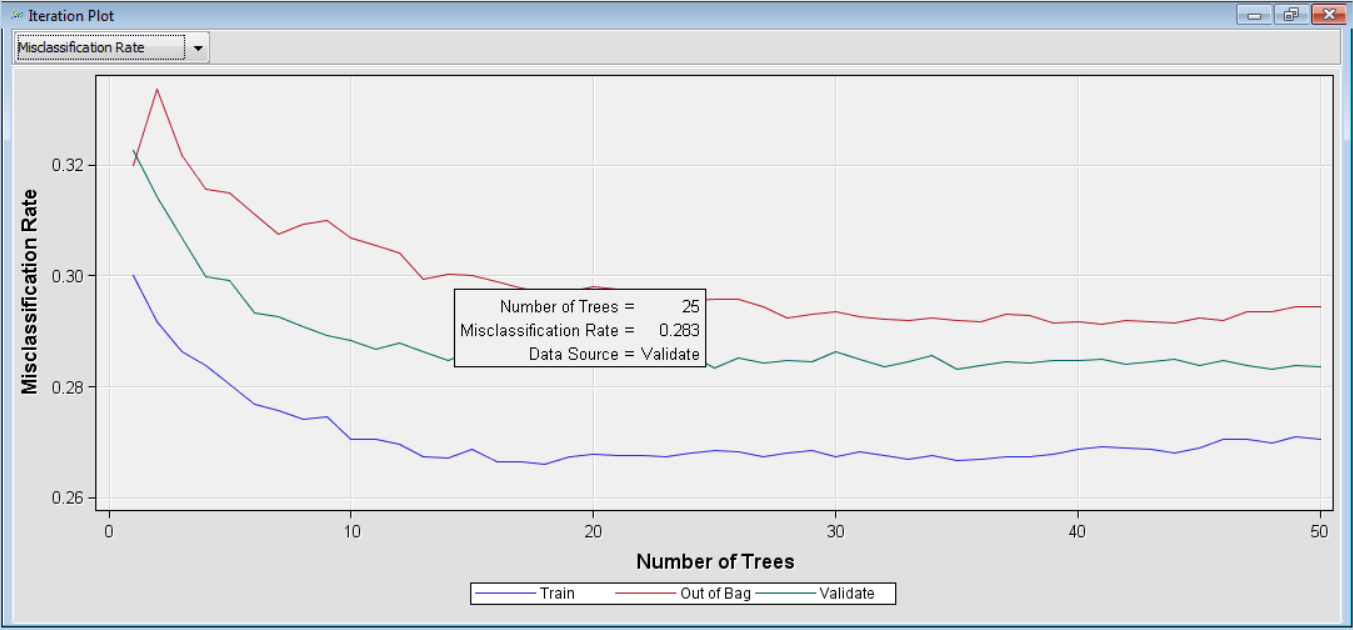 Iteration Plot
Misclassification Rate
Misclassification Rate
0.32
0.30
0.28
0.26
Number of Trees = 25
Misclassification Rate = 0.283
Data Source = Validate
0 10 20 30 40 50
Number of Trees
Train Out of Bag Validate